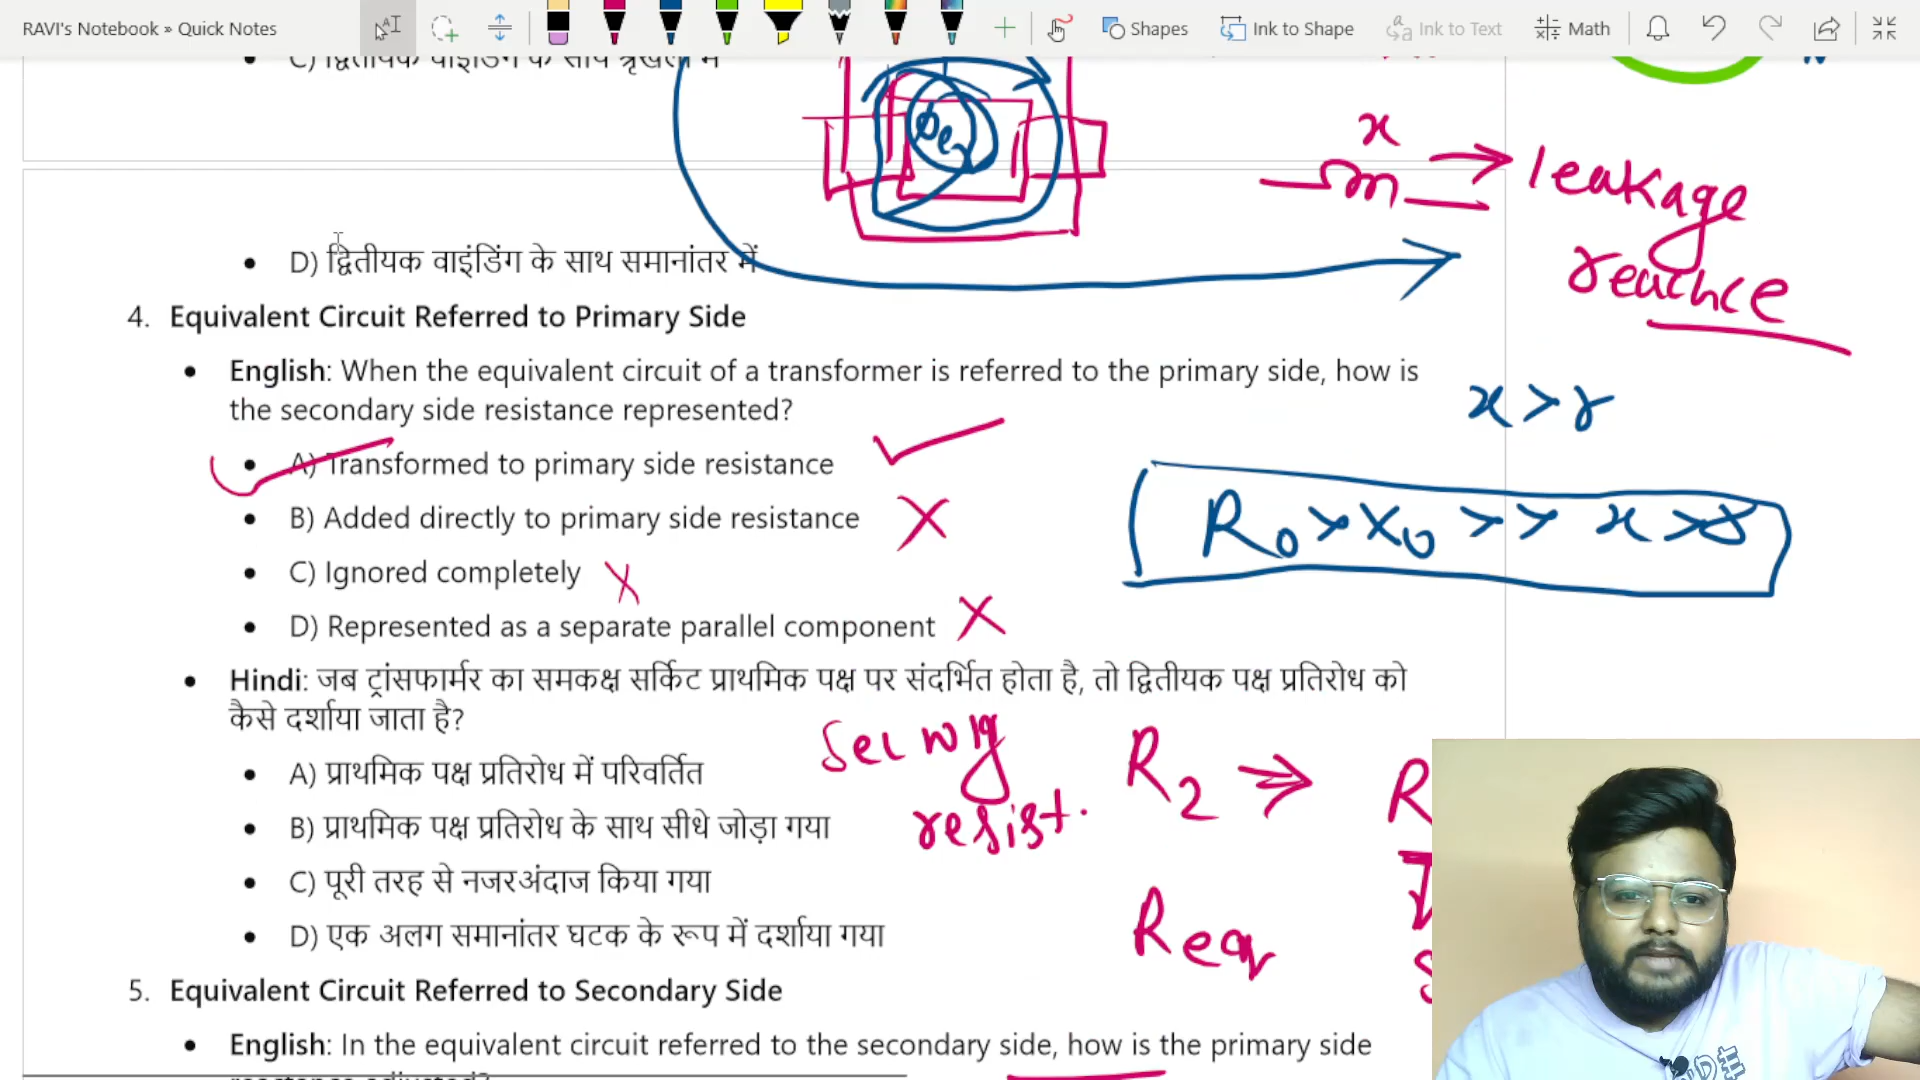 RAVI's Notebook » Quick Notes
Shapes
Ink to Shape
Ink to Text
Math
C) द्वितीयक वाइंडिंग के साथ श्रृंखला में
x
leakage
reactnce
D) द्वितीयक वाइंडिंग के साथ समानांतर में
4. Equivalent Circuit Referred to Primary Side
English: When the equivalent circuit of a transformer is referred to the primary side, how is
the secondary side resistance represented?
x > r
A) Transformed to primary side resistance
B) Added directly to primary side resistance
R0 > X0 >> x > r
C) Ignored completely
D) Represented as a separate parallel component
Hindi: जब ट्रांसफार्मर का समकक्ष सर्किट प्राथमिक पक्ष पर संदर्भित होता है, तो द्वितीयक पक्ष प्रतिरोध को
कैसे दर्शाया जाता है?
Sec wdg
resist.
R2 ⇒ R
A) प्राथमिक पक्ष प्रतिरोध में परिवर्तित
B) प्राथमिक पक्ष प्रतिरोध के साथ सीधे जोड़ा गया
C) पूरी तरह से नजरअंदाज किया गया
D) एक अलग समानांतर घटक के रूप में दर्शाया गया
Req
5. Equivalent Circuit Referred to Secondary Side
English: In the equivalent circuit referred to the secondary side, how is the primary side